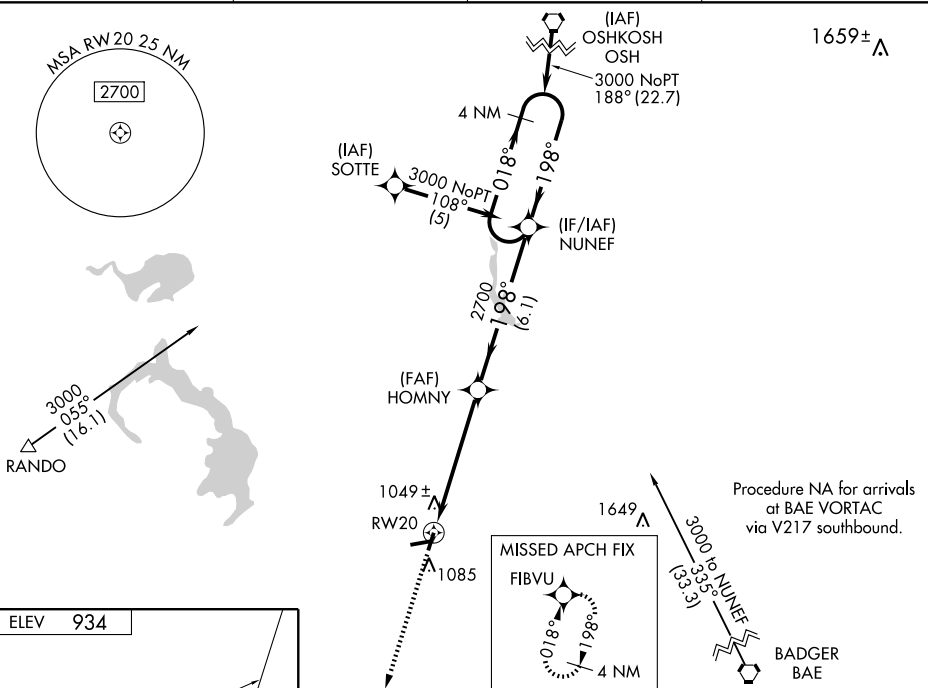 MSA RW20 25 NM
2700
(IAF)
OSHKOSH
OSH
1659±
3000 NoPT
188° (22.7)
4 NM
018°
198°
(IAF)
SOTTE
3000 NoPT
108°
(5)
(IF/IAF)
NUNEF
2700
198°
(6.1)
3000
055°
(16.1)
RANDO
(FAF)
HOMNY
1049±
RW20
1085
1649
Procedure NA for arrivals
at BAE VORTAC
via V217 southbound.
MISSED APCH FIX
FIBVU
018°
198°
4 NM
3000 to NUNEF
335°
(33.3)
BADGER
BAE
ELEV 934